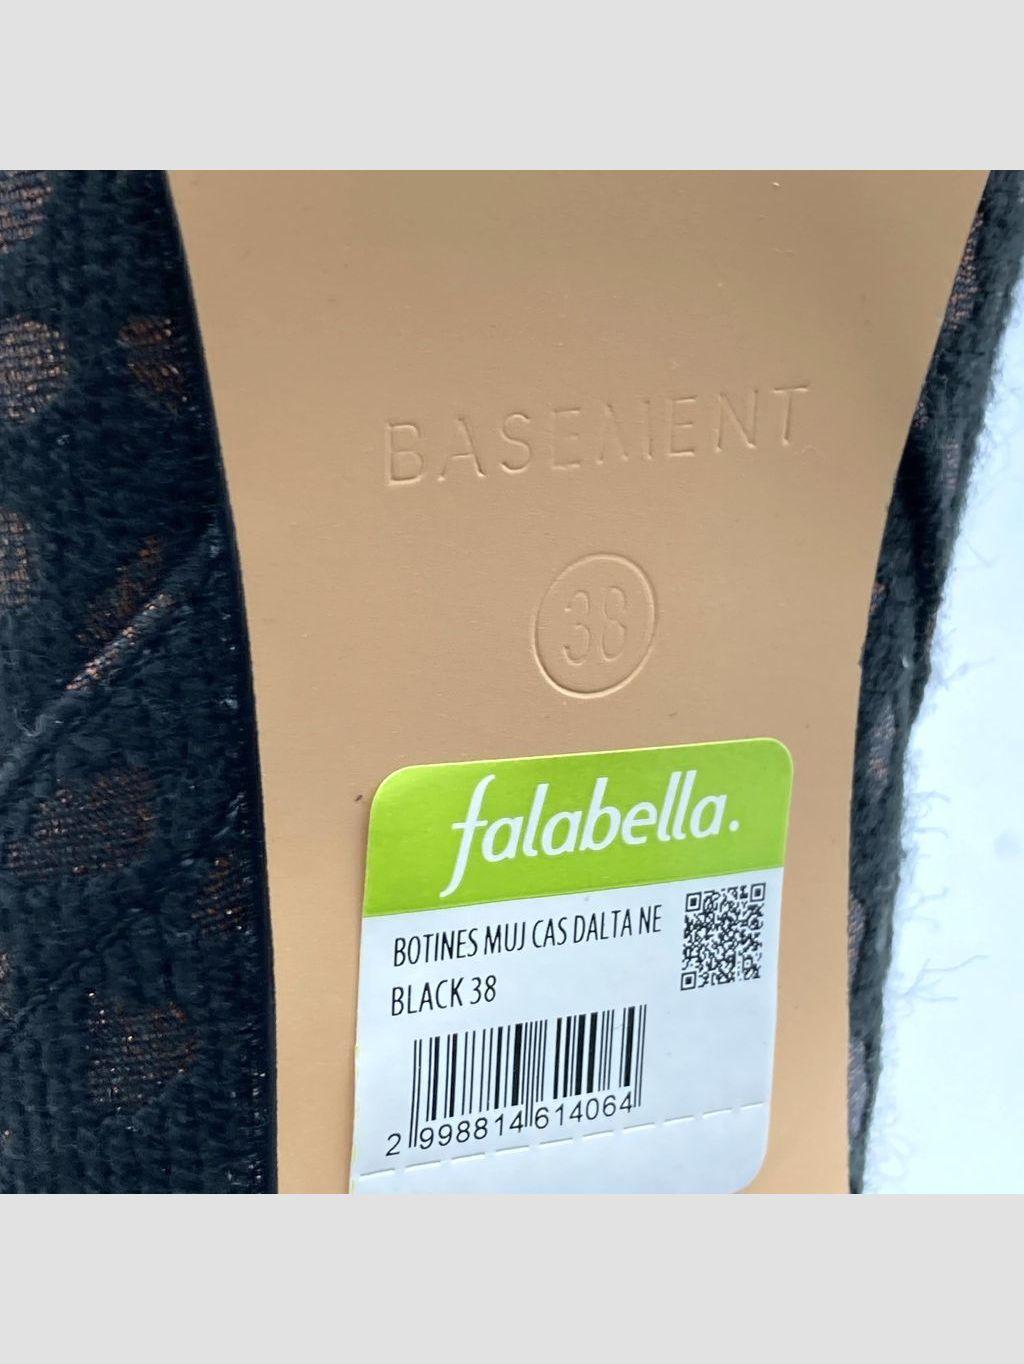 BASEMENT
38
falabella.
BOTINES MUJ CAS DALTA NE
BLACK 38
2 998814 614064